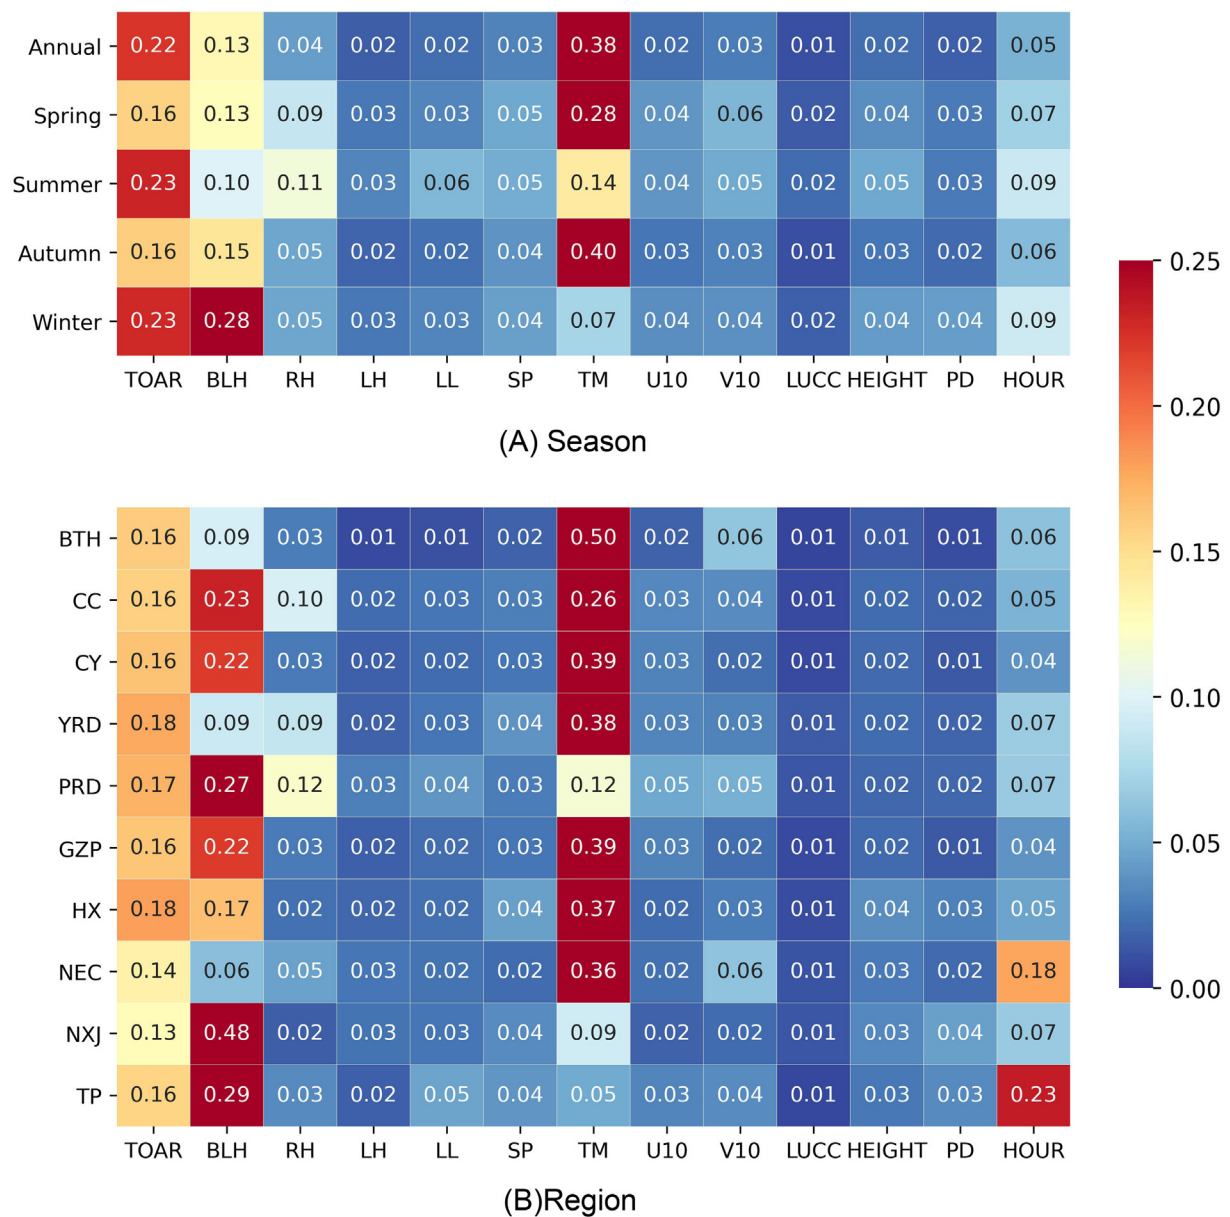 Annual 0.22 0.13 0.04 0.02 0.02 0.03 0.38 0.02 0.03 0.01 0.02 0.02 0.05
Spring 0.16 0.13 0.09 0.03 0.03 0.05 0.28 0.04 0.06 0.02 0.04 0.03 0.07
Summer 0.23 0.10 0.11 0.03 0.06 0.05 0.14 0.04 0.05 0.02 0.05 0.03 0.09
Autumn 0.16 0.15 0.05 0.02 0.02 0.04 0.40 0.03 0.03 0.01 0.03 0.02 0.06
Winter 0.23 0.28 0.05 0.03 0.03 0.04 0.07 0.04 0.04 0.02 0.04 0.04 0.09
TOAR BLH RH LH LL SP TM U10 V10 LUCC HEIGHT PD HOUR
(A) Season
BTH 0.16 0.09 0.03 0.01 0.01 0.02 0.50 0.02 0.06 0.01 0.01 0.01 0.06
CC 0.16 0.23 0.10 0.02 0.03 0.03 0.26 0.03 0.04 0.01 0.02 0.02 0.05
CY 0.16 0.22 0.03 0.02 0.02 0.03 0.39 0.03 0.02 0.01 0.02 0.01 0.04
YRD 0.18 0.09 0.09 0.02 0.03 0.04 0.38 0.03 0.03 0.01 0.02 0.02 0.07
PRD 0.17 0.27 0.12 0.03 0.04 0.03 0.12 0.05 0.05 0.01 0.02 0.02 0.07
GZP 0.16 0.22 0.03 0.02 0.02 0.03 0.39 0.03 0.02 0.01 0.02 0.01 0.04
HX 0.18 0.17 0.02 0.02 0.02 0.04 0.37 0.02 0.03 0.01 0.04 0.03 0.05
NEC 0.14 0.06 0.05 0.03 0.02 0.02 0.36 0.02 0.06 0.01 0.03 0.02 0.18
NXJ 0.13 0.48 0.02 0.03 0.03 0.04 0.09 0.02 0.02 0.01 0.03 0.04 0.07
TP 0.16 0.29 0.03 0.02 0.05 0.04 0.05 0.03 0.04 0.01 0.03 0.03 0.23
TOAR BLH RH LH LL SP TM U10 V10 LUCC HEIGHT PD HOUR
(B)Region
0.25
0.20
0.15
0.10
0.05
0.00